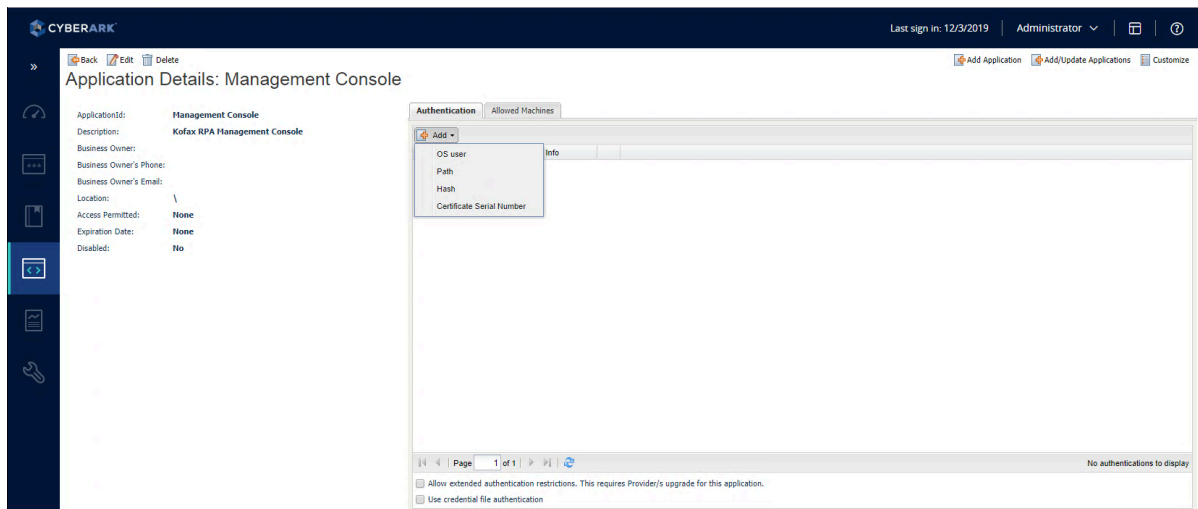 CYBERARK
Last sign in: 12/3/2019
Administrator
Back Edit Delete
Add Application Add/Update Applications Customize
Application Details: Management Console
ApplicationId: Management Console
Description: Kofax RPA Management Console
Business Owner:
Business Owner's Phone:
Business Owner's Email:
Location: \
Access Permitted: None
Expiration Date: None
Disabled: No
Authentication Allowed Machines
Add
Info
OS user
Path
Hash
Certificate Serial Number
Page 1 of 1
No authentications to display
Allow extended authentication restrictions. This requires Provider/s upgrade for this application.
Use credential file authentication